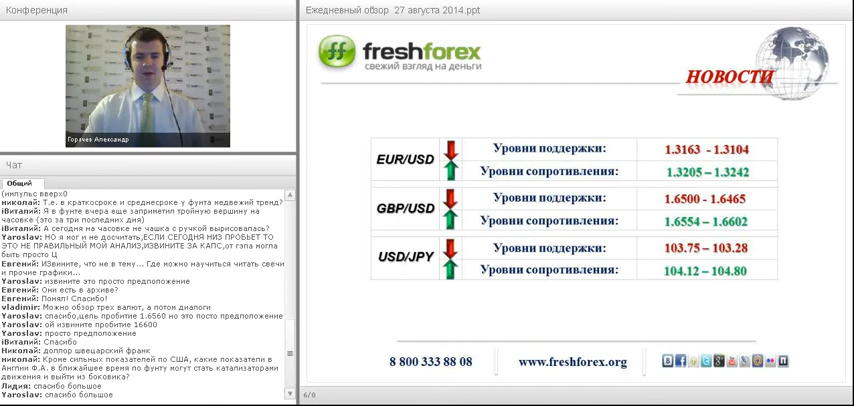 Конференция
Горячев Александр
Чат
Общий
(импульс вверх0
николай: Т.е. в краткосроке и среднесроке у фунта медвежий тренд?
iВиталий: Я в фунте вчера еще заприметил тройную вершину на
часовке (это за три последних дня)
iВиталий: А сегодня на часовке не чашка с ручкой вырисовалась?
Yaroslav: НО я мог и не досчитать,ЕСЛИ СЕГОДНЯ НИЗ ПРОБЬЕТ ТО
ЭТО НЕ ПРАВИЛЬНЫЙ МОЙ АНАЛИЗ,ИЗВИНИТЕ ЗА КАПС,от гэпа могла
быть просто Ц
Евгений: ИЗвините, что не в тему... Где можно научиться читать свечи
и прочие графики...
Yaroslav: извините это просто предположение
Евгений: Они есть в архиве?
Евгений: Понял! Спасибо!
vladimir: Можно обзор трех валют, а потом диалоги
Yaroslav: спасибо,цель пробитие 1.6560 но это посто предположение
Yaroslav: ой извините пробитие 16600
Yaroslav: просто предположение
iВиталий: Спасибо
Николай: доллор швецарский франк
николай: Кроме сильных показателей по США, какие показатели в
Англии Ф.А. в ближайшее время по фунту могут стать катализаторами
движения и выйти из боковика?
Лидия: спасибо большое
Yaroslav: спасибо большое
Ежедневный обзор 27 августа 2014.ppt
ff freshforex
свежий взгляд на деньги
НОВОСТИ
EUR/USD Уровни поддержки: 1.3163 - 1.3104
Уровни сопротивления: 1.3205 – 1.3242
GBP/USD Уровни поддержки: 1.6500 - 1.6465
Уровни сопротивления: 1.6554 – 1.6602
USD/JPY Уровни поддержки: 103.75 – 103.28
Уровни сопротивления: 104.12 – 104.80
8 800 333 88 08 www.freshforex.org
6/0